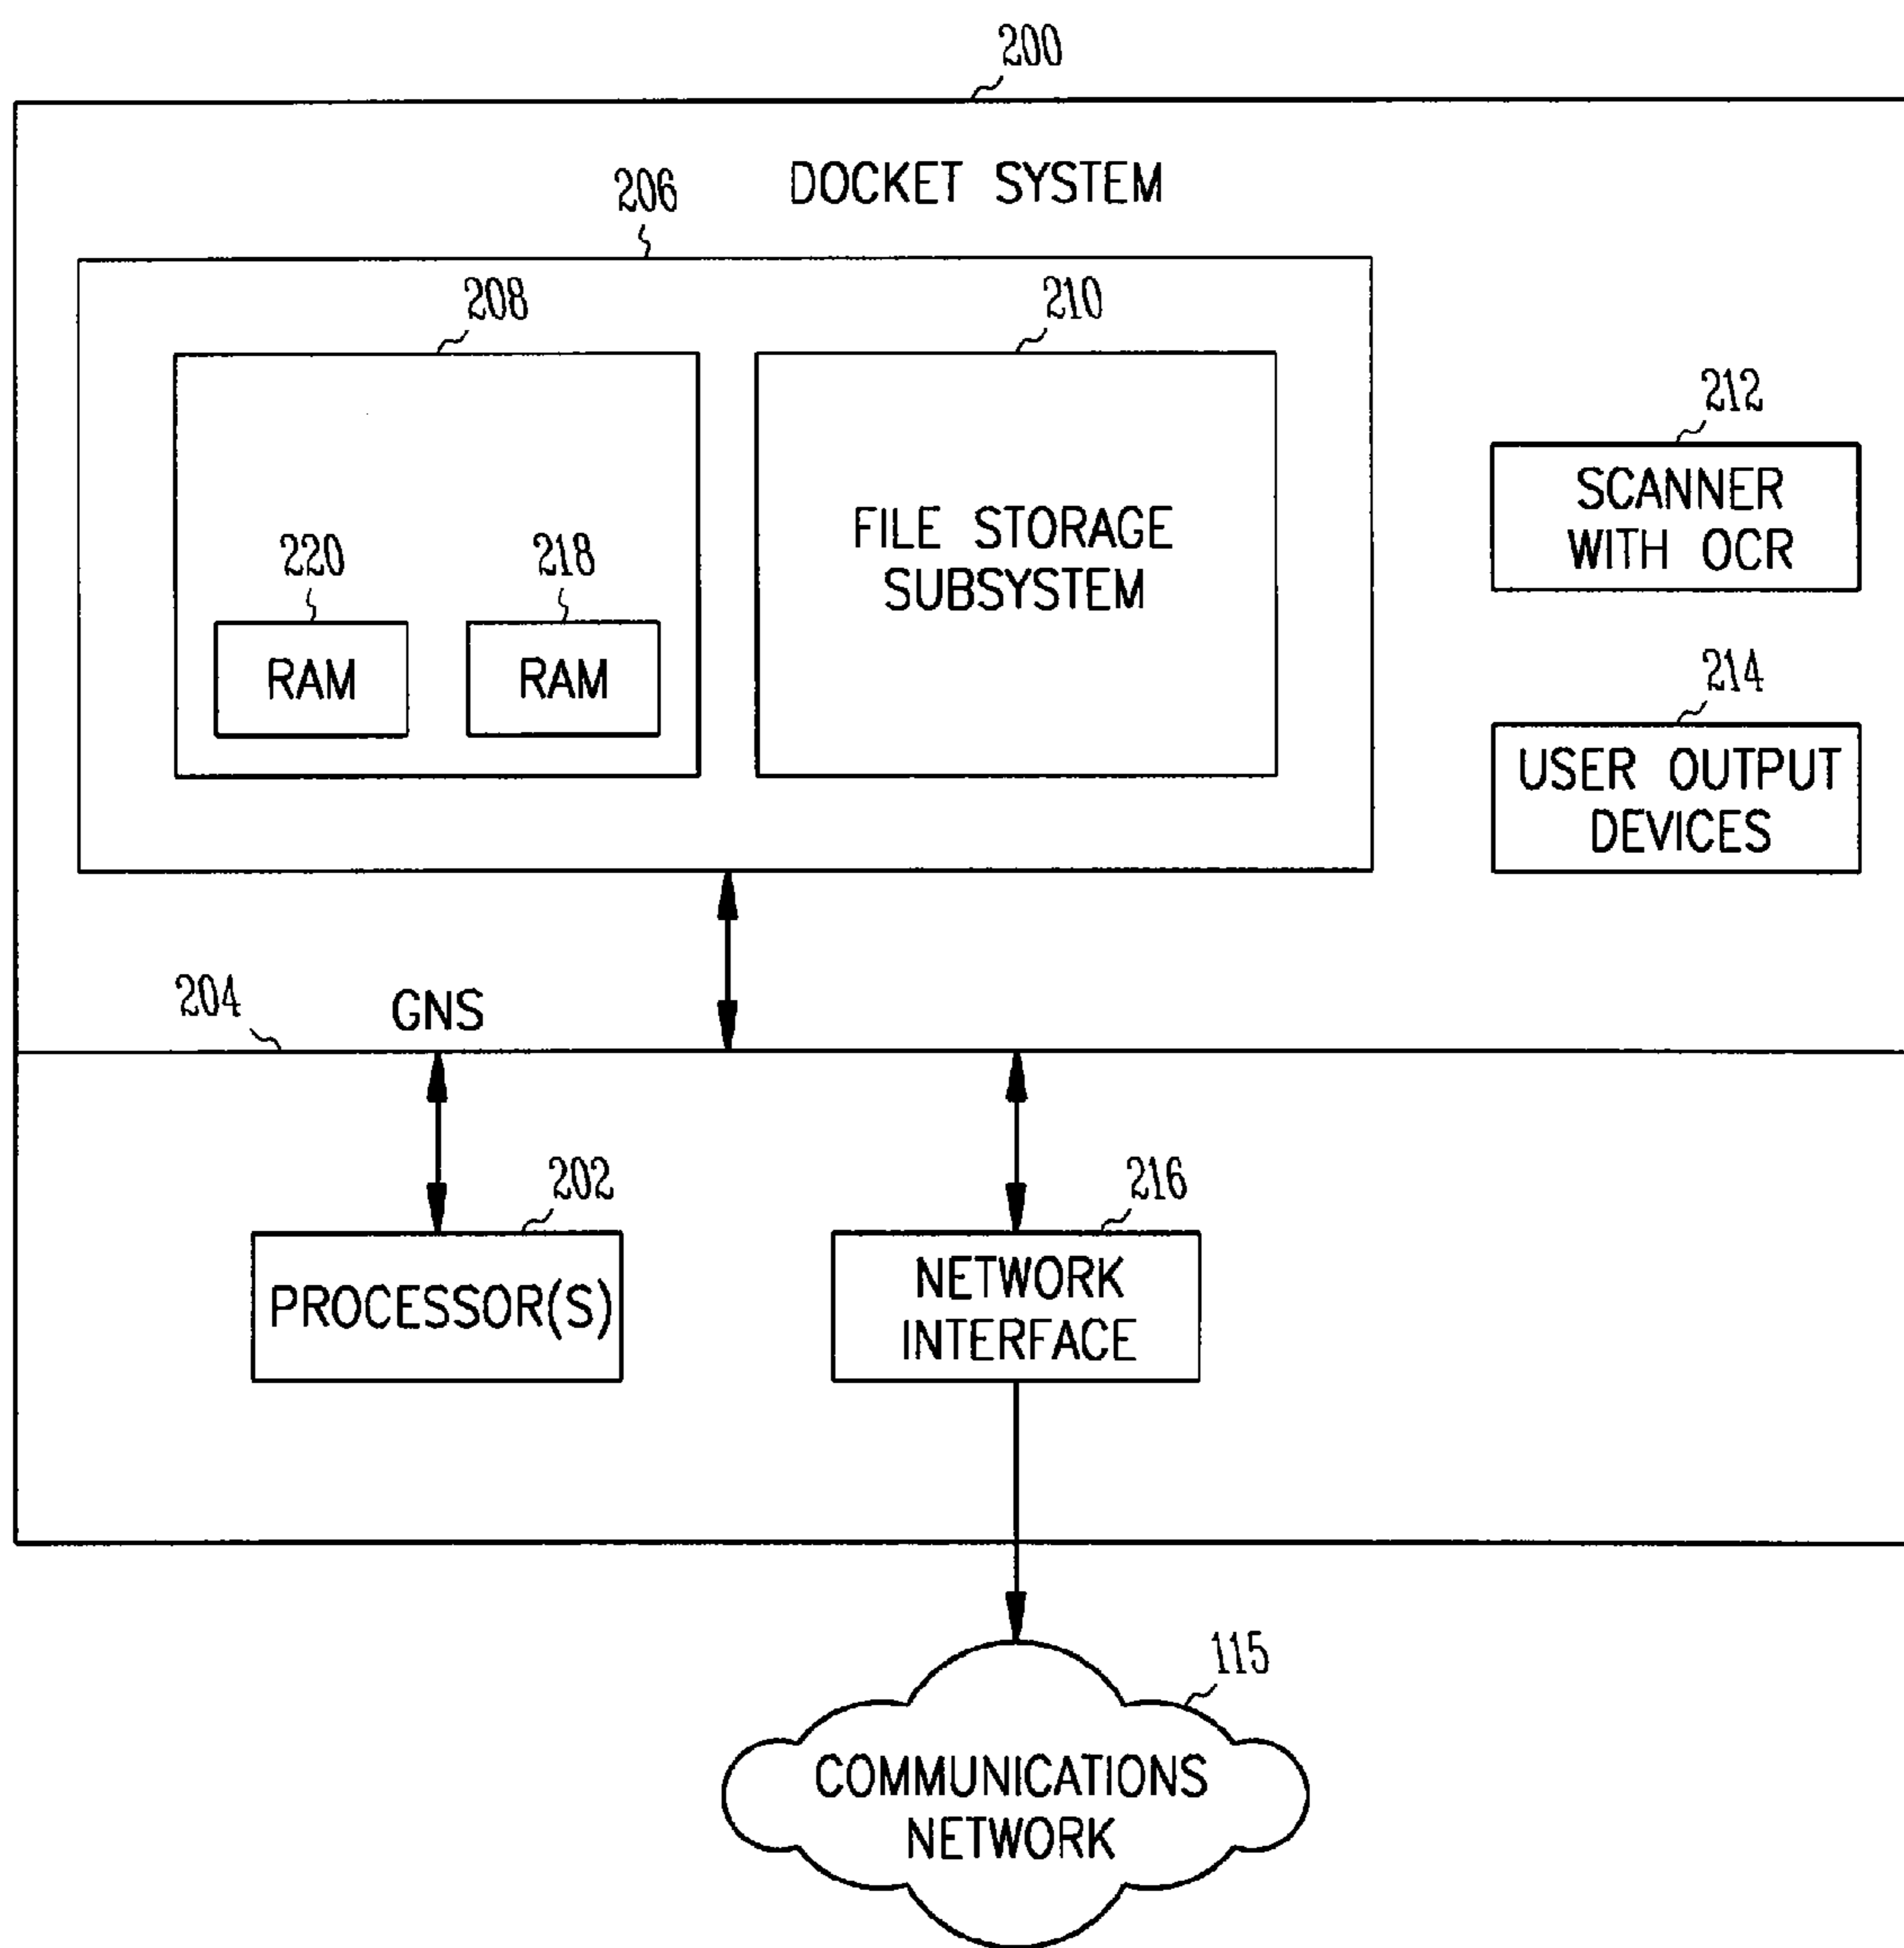 200
DOCKET SYSTEM
206
208
210
212
SCANNER
WITH OCR
FILE STORAGE
SUBSYSTEM
220
218
RAM
RAM
214
USER OUTPUT
DEVICES
204
GNS
202
216
PROCESSOR(S)
NETWORK
INTERFACE
115
COMMUNICATIONS
NETWORK